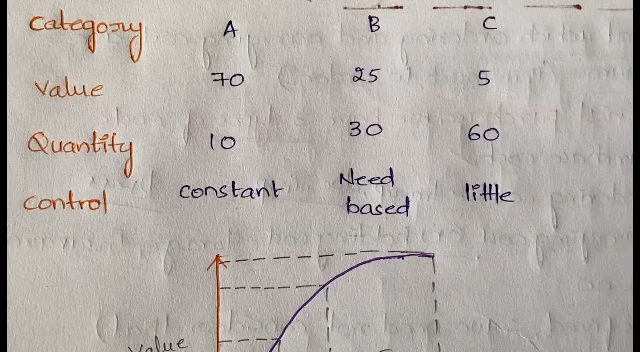 Category A B C
Value 70 25 5
Quantity 10 30 60
control constant Need based little
Value